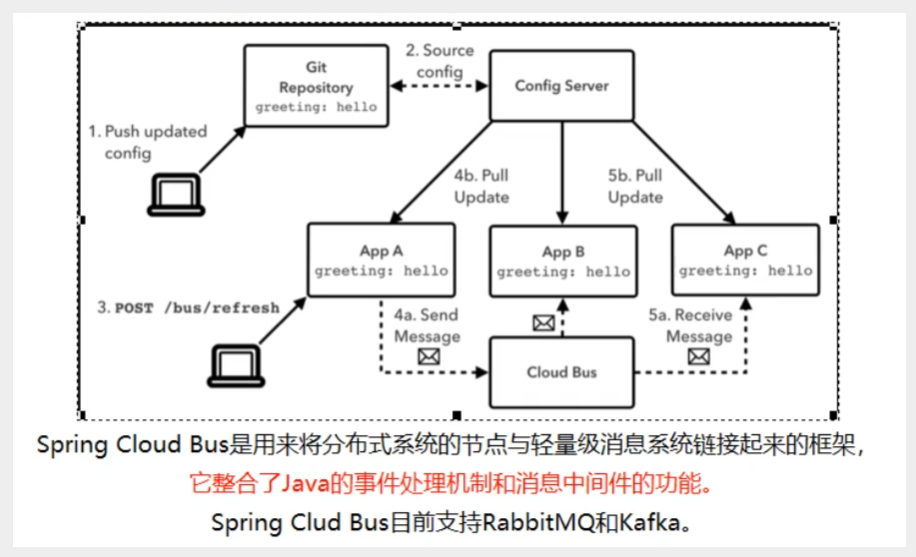 Git
Repository
greeting: hello
2. Source
config
Config Server
1. Push updated
config
4b. Pull
Update
5b. Pull
Update
App A
greeting: hello
App B
greeting: hello
App C
greeting: hello
3. POST /bus/refresh
4a. Send
Message
5a. Receive
Message
Cloud Bus
Spring Cloud Bus是用来将分布式系统的节点与轻量级消息系统链接起来的框架，
它整合了Java的事件处理机制和消息中间件的功能。
Spring Clud Bus目前支持RabbitMQ和Kafka。